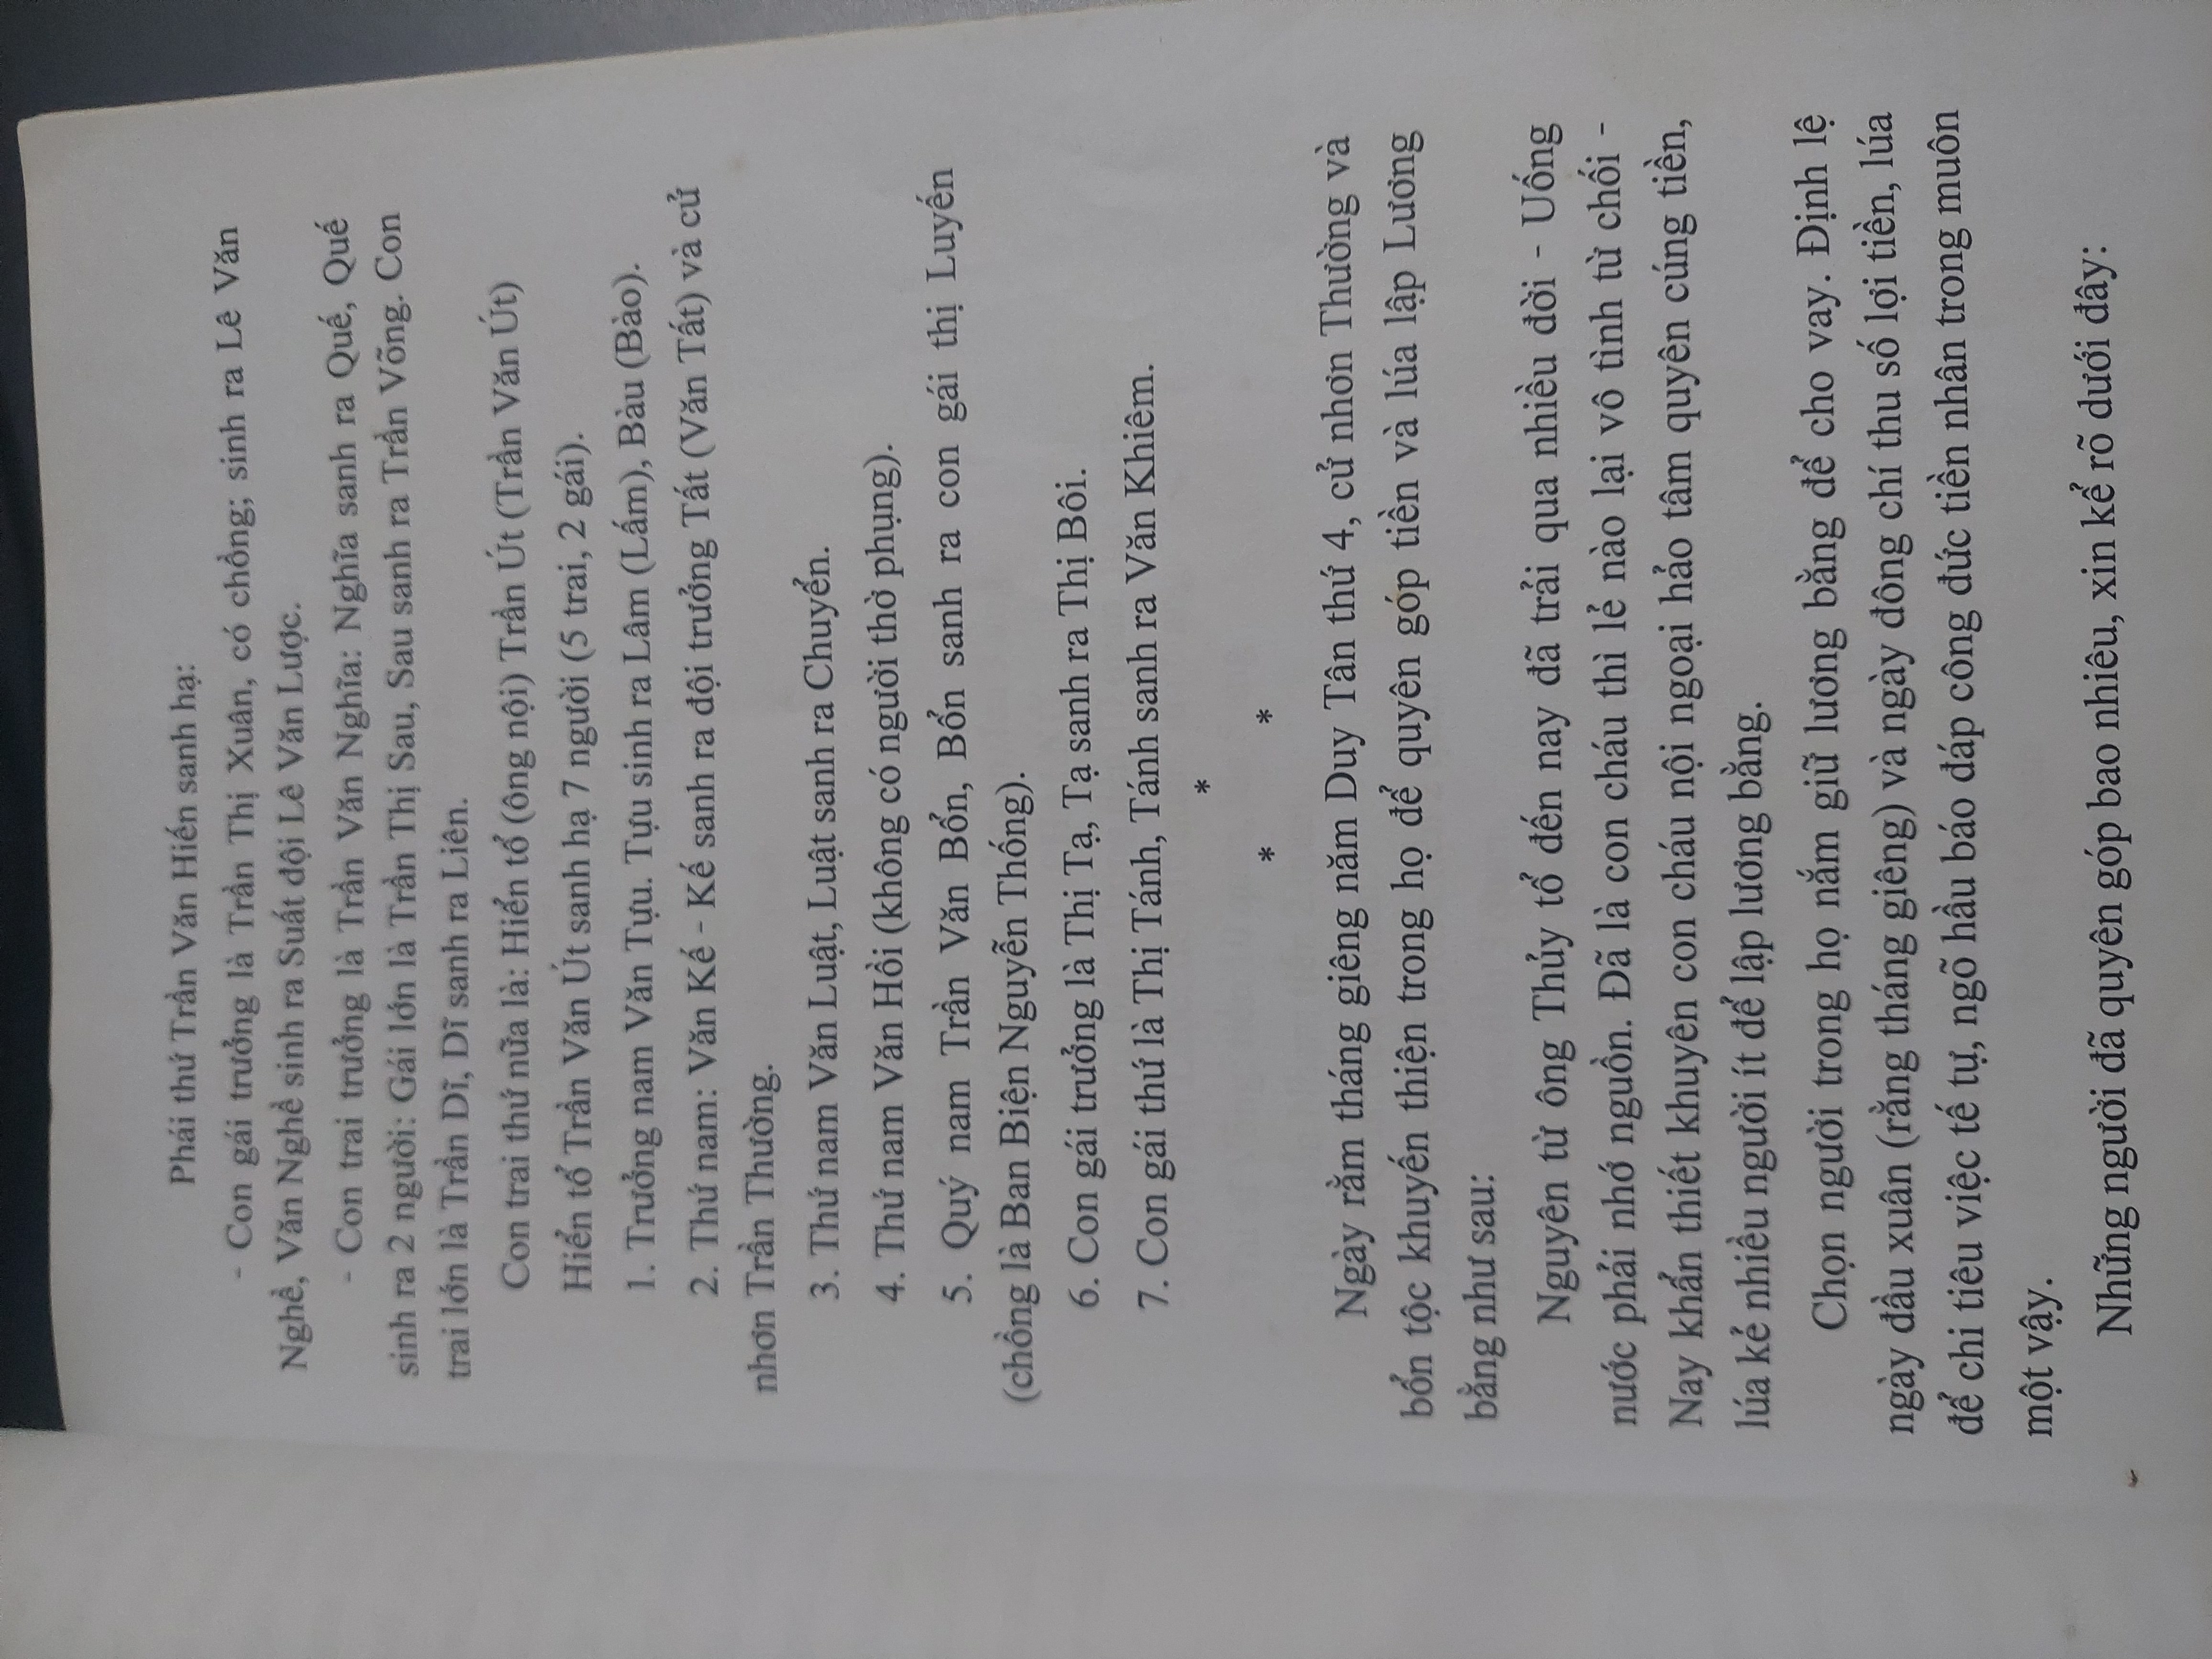 Phái thứ Trần Văn Hiến sanh hạ:
- Con gái trưởng là Trần Thị Xuân, có chồng; sinh ra Lê Văn
Nghề, Văn Nghề sinh ra Suất đội Lê Văn Lược.
- Con trai trưởng là Trần Văn Nghĩa: Nghĩa sanh ra Quế, Quế
sinh ra 2 người: Gái lớn là Trần Thị Sau, Sau sanh ra Trần Võng. Con
trai lớn là Trần Dĩ, Dĩ sanh ra Liên.
Con trai thứ nữa là: Hiển tổ (ông nội) Trần Út (Trần Văn Út)
Hiển tổ Trần Văn Út sanh hạ 7 người (5 trai, 2 gái).
1. Trưởng nam Văn Tựu. Tựu sinh ra Lâm (Lấm), Bàu (Bào).
2. Thứ nam: Văn Kế - Kế sanh ra đội trưởng Tất (Văn Tất) và cử
nhơn Trần Thường.
3. Thứ nam Văn Luật, Luật sanh ra Chuyển.
4. Thứ nam Văn Hồi (không có người thờ phụng).
5. Quý nam Trần Văn Bổn, Bổn sanh ra con gái thị Luyến
(chồng là Ban Biện Nguyễn Thống).
6. Con gái trưởng là Thị Tạ, Tạ sanh ra Thị Bôi.
7. Con gái thứ là Thị Tánh, Tánh sanh ra Văn Khiêm.
*
* *
Ngày rằm tháng giêng năm Duy Tân thứ 4, cử nhơn Thường và
bổn tộc khuyến thiện trong họ để quyên góp tiền và lúa lập Lương
bằng như sau:
Nguyên từ ông Thủy tổ đến nay đã trải qua nhiều đời - Uống
nước phải nhớ nguồn. Đã là con cháu thì lẻ nào lại vô tình từ chối -
Nay khẩn thiết khuyên con cháu nội ngoại hảo tâm quyên cúng tiền,
lúa kẻ nhiều người ít để lập lương bằng.
Chọn người trong họ nắm giữ lương bằng để cho vay. Định lệ
ngày đầu xuân (rằng tháng giêng) và ngày đông chí thu số lợi tiền, lúa
để chi tiêu việc tế tự, ngõ hầu báo đáp công đức tiền nhân trong muôn
một vậy.
Những người đã quyên góp bao nhiêu, xin kể rõ dưới đây: